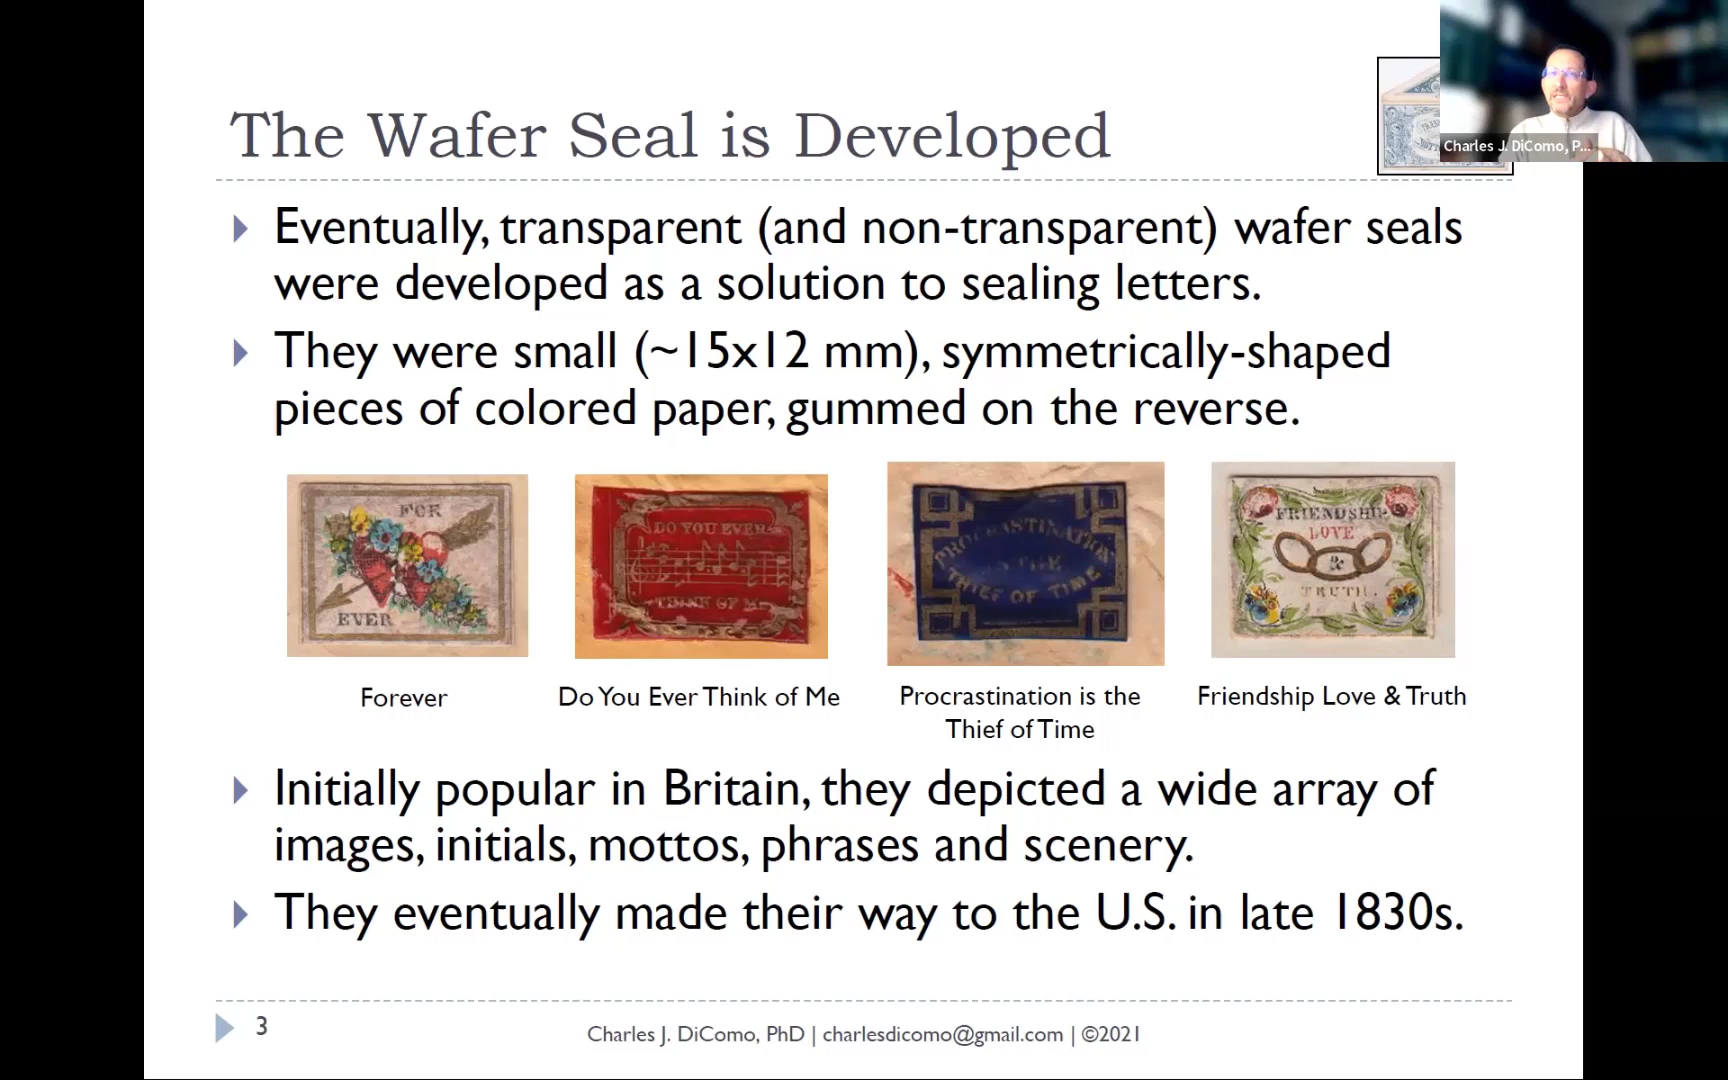 Charles J. DiComo, P...
The Wafer Seal is Developed
Eventually, transparent (and non-transparent) wafer seals
were developed as a solution to sealing letters.
They were small (~15x12 mm), symmetrically-shaped
pieces of colored paper, gummed on the reverse.
FOR
EVER
DO YOU EVER
THINK OF M
PROCRASTINATION
IS THE
THIEF OF TIME
FRIENDSHIP
LOVE
&
TRUTH.
Forever
Do You Ever Think of Me
Procrastination is the
Thief of Time
Friendship Love & Truth
Initially popular in Britain, they depicted a wide array of
images, initials, mottos, phrases and scenery.
They eventually made their way to the U.S. in late 1830s.
3
Charles J. DiComo, PhD | charlesdicomo@gmail.com | ©2021